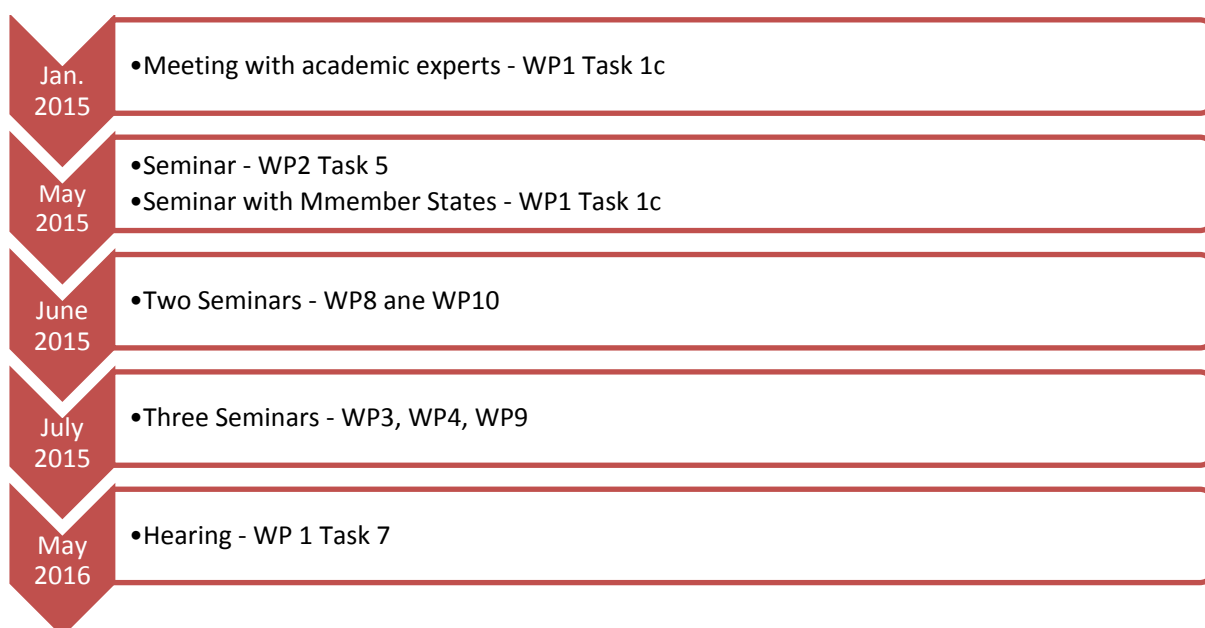 Jan.
2015
•Meeting with academic experts - WP1 Task 1c
May
2015
•Seminar - WP2 Task 5
•Seminar with Mmember States - WP1 Task 1c
June
2015
•Two Seminars - WP8 ane WP10
July
2015
•Three Seminars - WP3, WP4, WP9
May
2016
•Hearing - WP 1 Task 7